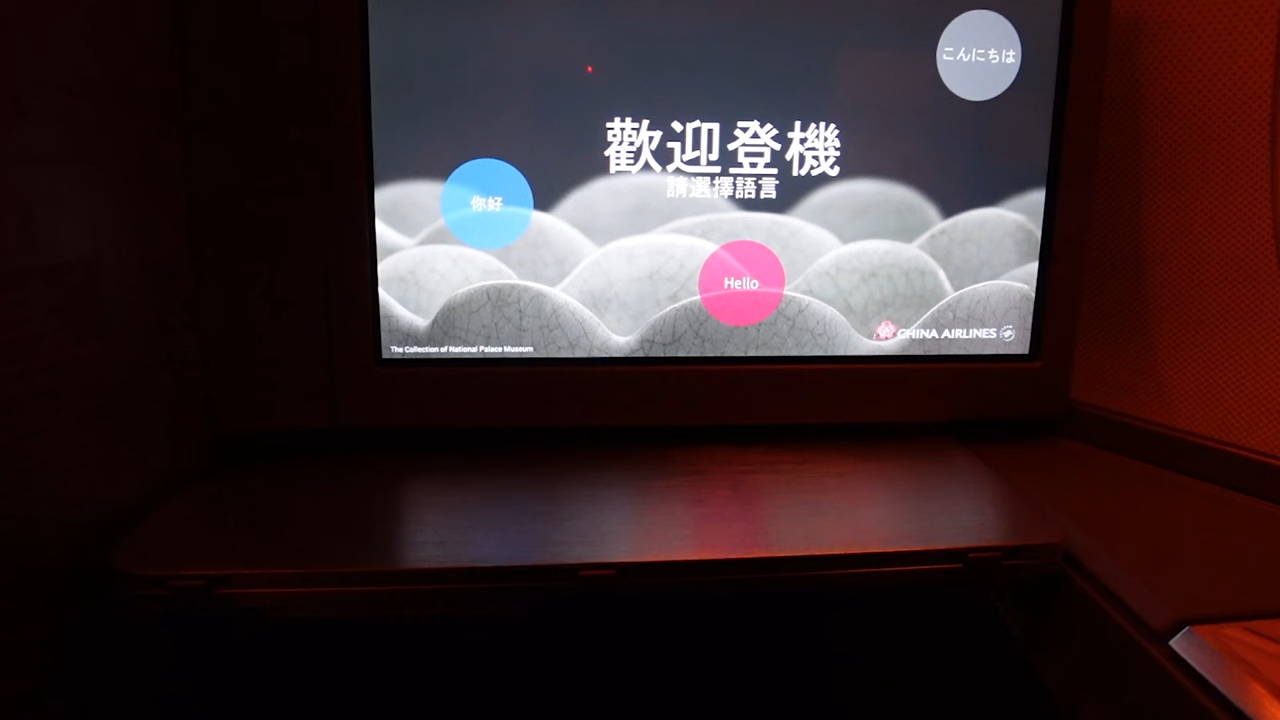 こんにちは
歡迎登機
請選擇語言
你好
Hello
CHINA AIRLINES
The Collection of National Palace Museum